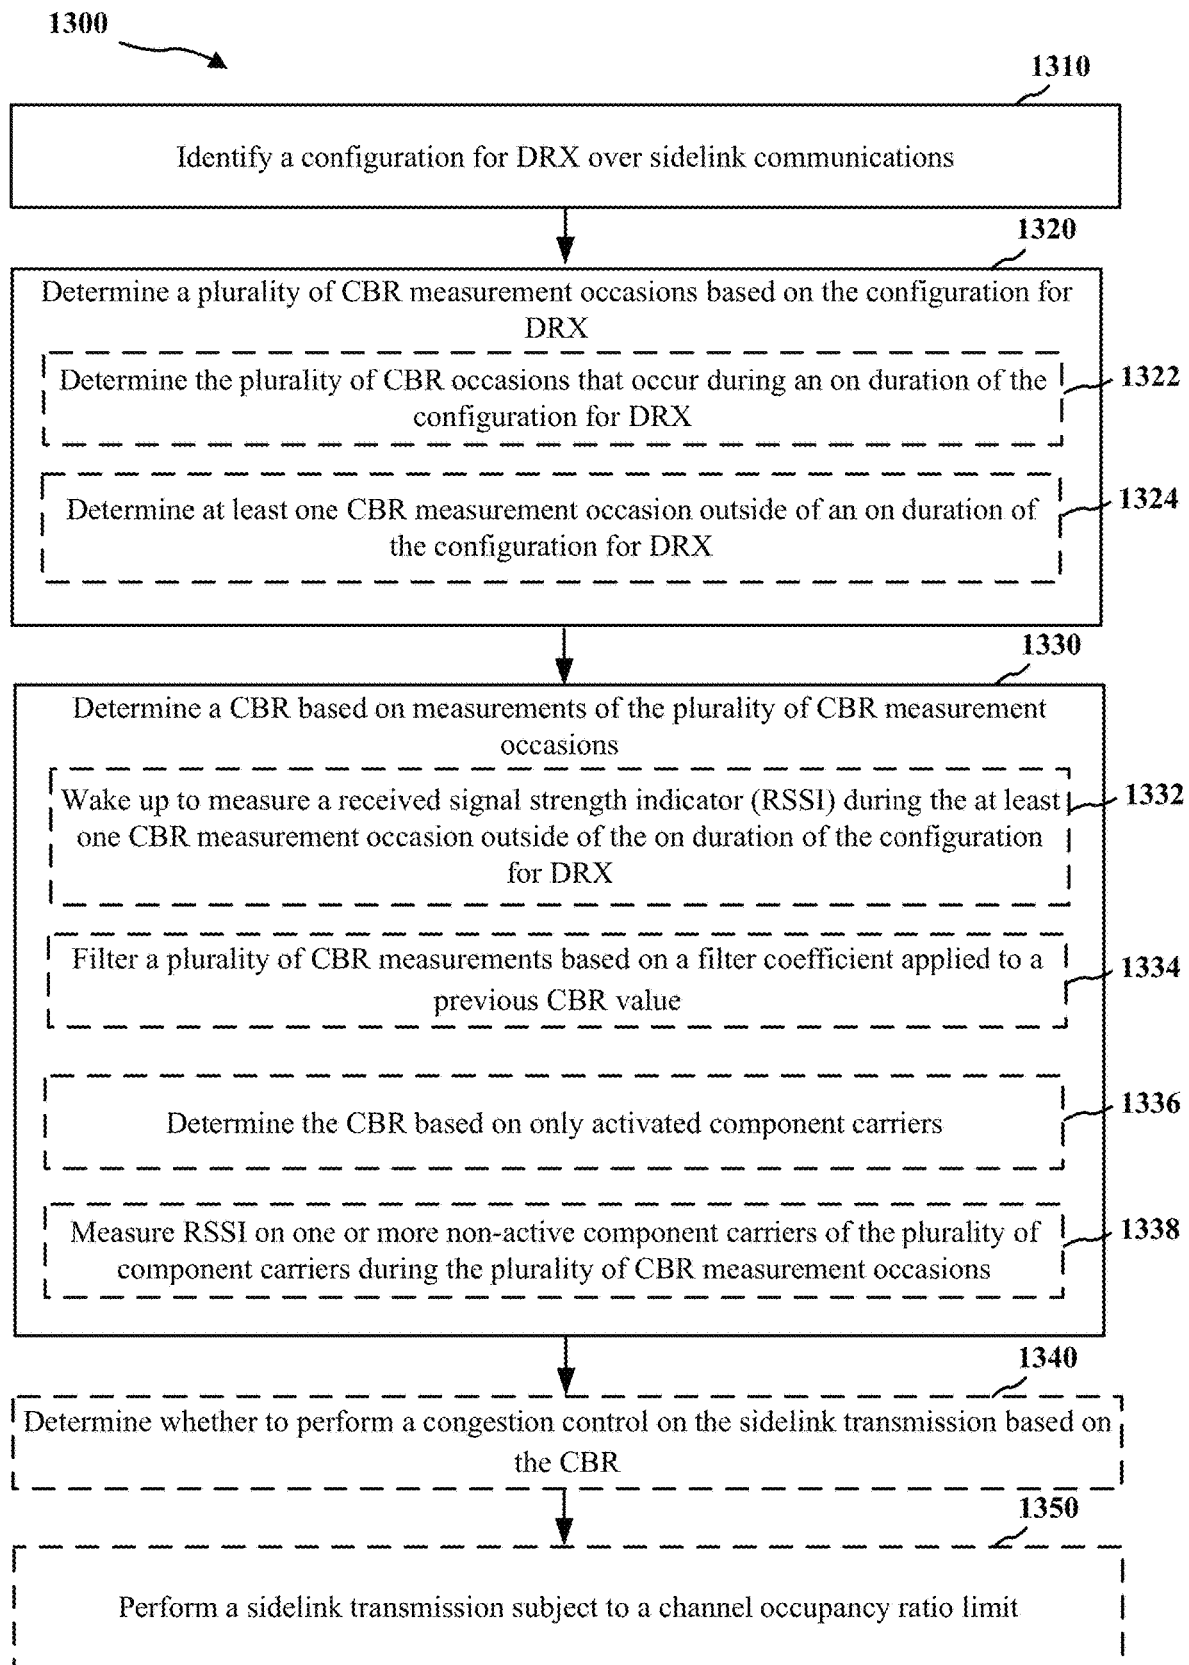 1300
1310
Identify a configuration for DRX over sidelink communications
1320
Determine a plurality of CBR measurement occasions based on the configuration for
DRX
Determine the plurality of CBR occasions that occur during an on duration of the
configuration for DRX
1322
Determine at least one CBR measurement occasion outside of an on duration of
the configuration for DRX
1324
1330
Determine a CBR based on measurements of the plurality of CBR measurement
occasions
Wake up to measure a received signal strength indicator (RSSI) during the at least
one CBR measurement occasion outside of the on duration of the configuration
for DRX
1332
Filter a plurality of CBR measurements based on a filter coefficient applied to a
previous CBR value
1334
Determine the CBR based on only activated component carriers
1336
Measure RSSI on one or more non-active component carriers of the plurality of
component carriers during the plurality of CBR measurement occasions
1338
1340
Determine whether to perform a congestion control on the sidelink transmission based on
the CBR
1350
Perform a sidelink transmission subject to a channel occupancy ratio limit